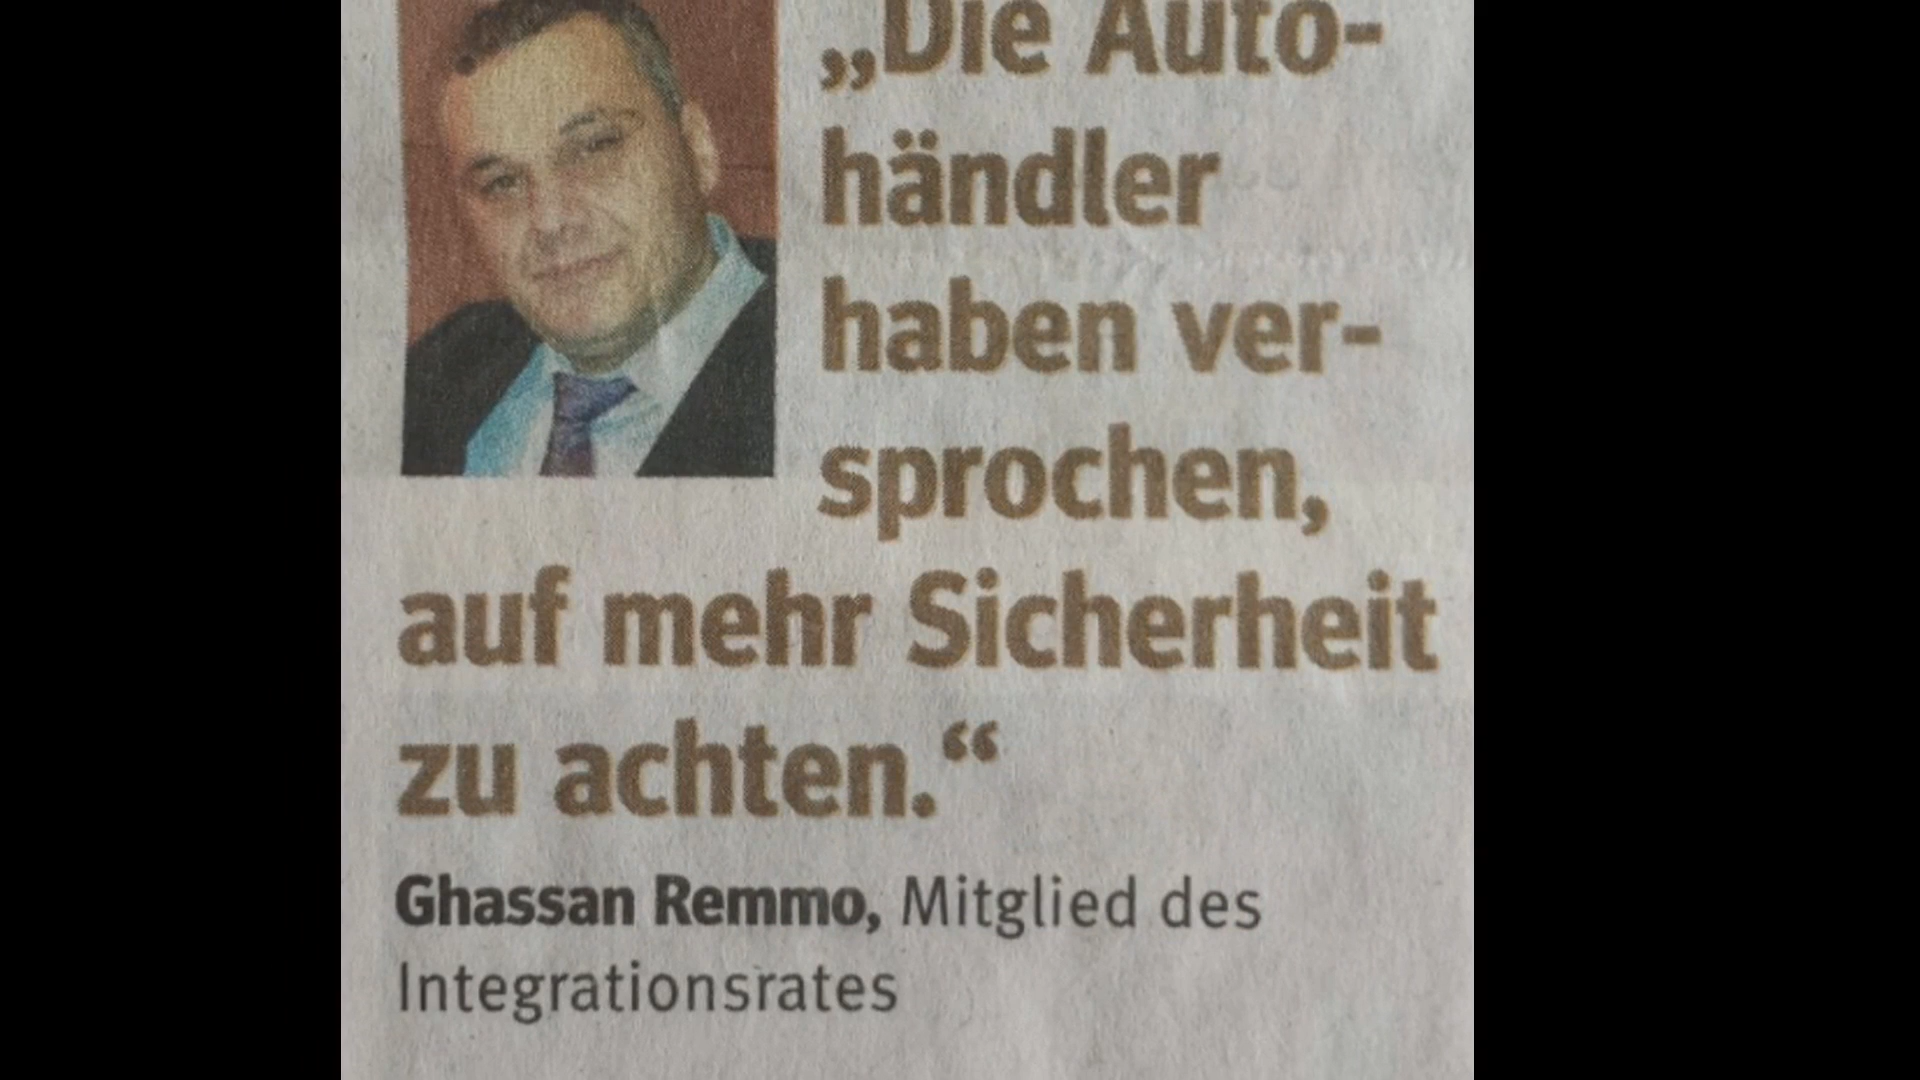 „Die Auto-
händler
haben ver-
sprochen,
auf mehr Sicherheit
zu achten.“
Ghassan Remmo, Mitglied des
Integrationsrates